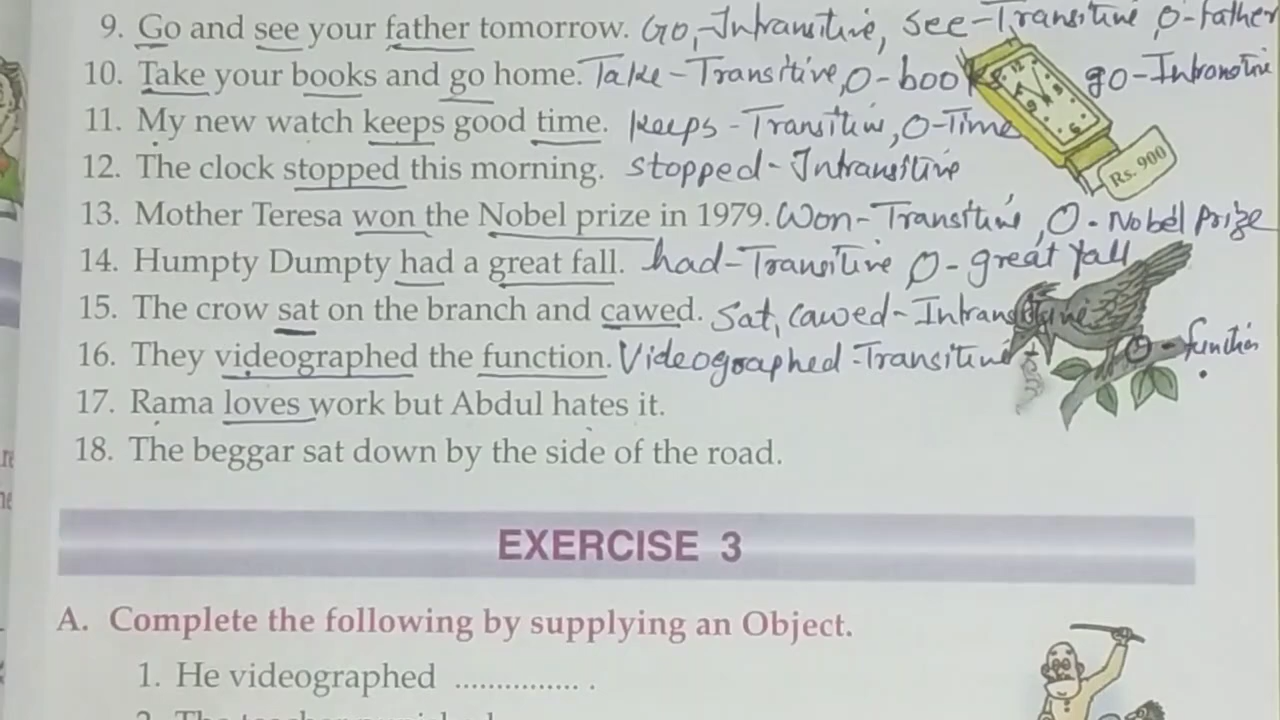 9. Go and see your father tomorrow. Go, Intransitive, see-Transitive O-father
10. Take your books and go home. Take-Transitive, O-books go-Intransitive
11. My new watch keeps good time. keeps-Transitive, O-Time
12. The clock stopped this morning. stopped-Intransitive
Rs. 900
13. Mother Teresa won the Nobel prize in 1979. Won-Transitive, O-Nobel prize
14. Humpty Dumpty had a great fall. had-Transitive O-great fall
15. The crow sat on the branch and cawed. Sat, cawed-Intransitive
16. They videographed the function. Videographed-Transitive O-function
17. Rama loves work but Abdul hates it.
18. The beggar sat down by the side of the road.
EXERCISE 3
A. Complete the following by supplying an Object.
1. He videographed ............... .
2. The teacher punished